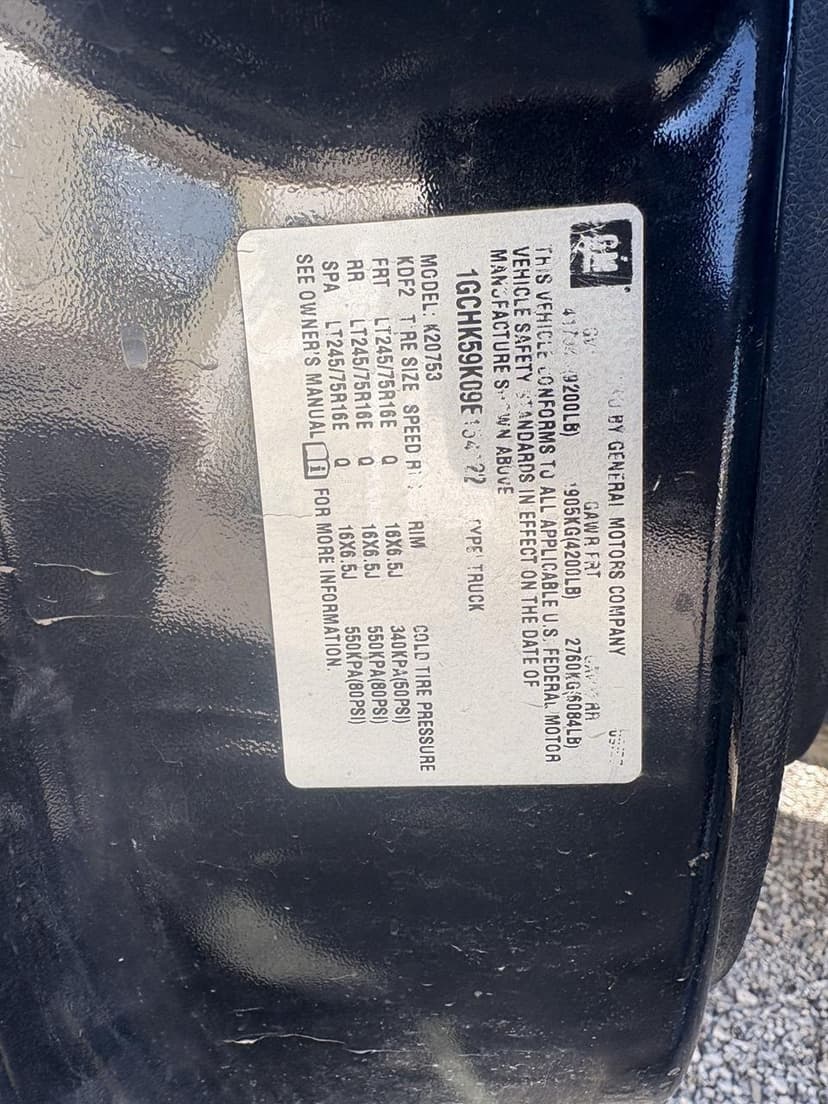 GM
BY GENERAL MOTORS COMPANY
GAWR FRT
9200LB) 1905KG(4200LB) 2760KG(6084LB)
THIS VEHICLE CONFORMS TO ALL APPLICABLE U.S. FEDERAL MOTOR
VEHICLE SAFETY STANDARDS IN EFFECT ON THE DATE OF
MANUFACTURE SHOWN ABOVE
TYPE: TRUCK
MODEL: K20753
KDF2 TIRE SIZE SPEED RIM COLD TIRE PRESSURE
FRT LT245/75R16E Q 16X6.5J 340KPA(50PSI)
RR LT245/75R16E Q 16X6.5J 550KPA(80PSI)
SPA LT245/75R16E Q 16X6.5J 550KPA(80PSI)
SEE OWNER'S MANUAL FOR MORE INFORMATION.